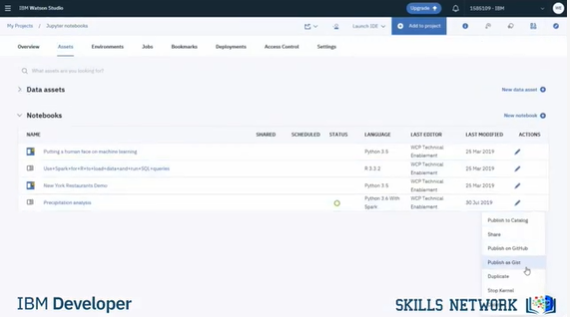 IBM Watson Studio
Upgrade
1585109 - IBM
My Projects / Jupyter notebooks
Launch IDE
Add to project
Overview Assets Environments Jobs Bookmarks Deployments Access Control Settings
What assets are you looking for?
Data assets
New data asset
Notebooks
New notebook
NAME SHARED SCHEDULED STATUS LANGUAGE LAST EDITOR LAST MODIFIED ACTIONS
Putting a human face on machine learning Python 3.5 WCP Technical Enablement 25 Mar 2019
Use+Spark+for+R+to+load+data+and+run+SQL+queries R 3.3.2 WCP Technical Enablement 25 Mar 2019
New York Restaurants Demo Python 3.5 WCP Technical Enablement 25 Mar 2019
Precipitation analysis Python 3.6 With Spark WCP Technical Enablement 30 Jul 2019
Publish to Catalog
Share
Publish on GitHub
Publish as Gist
Duplicate
Stop Kernel
IBM Developer
SKILLS NETWORK